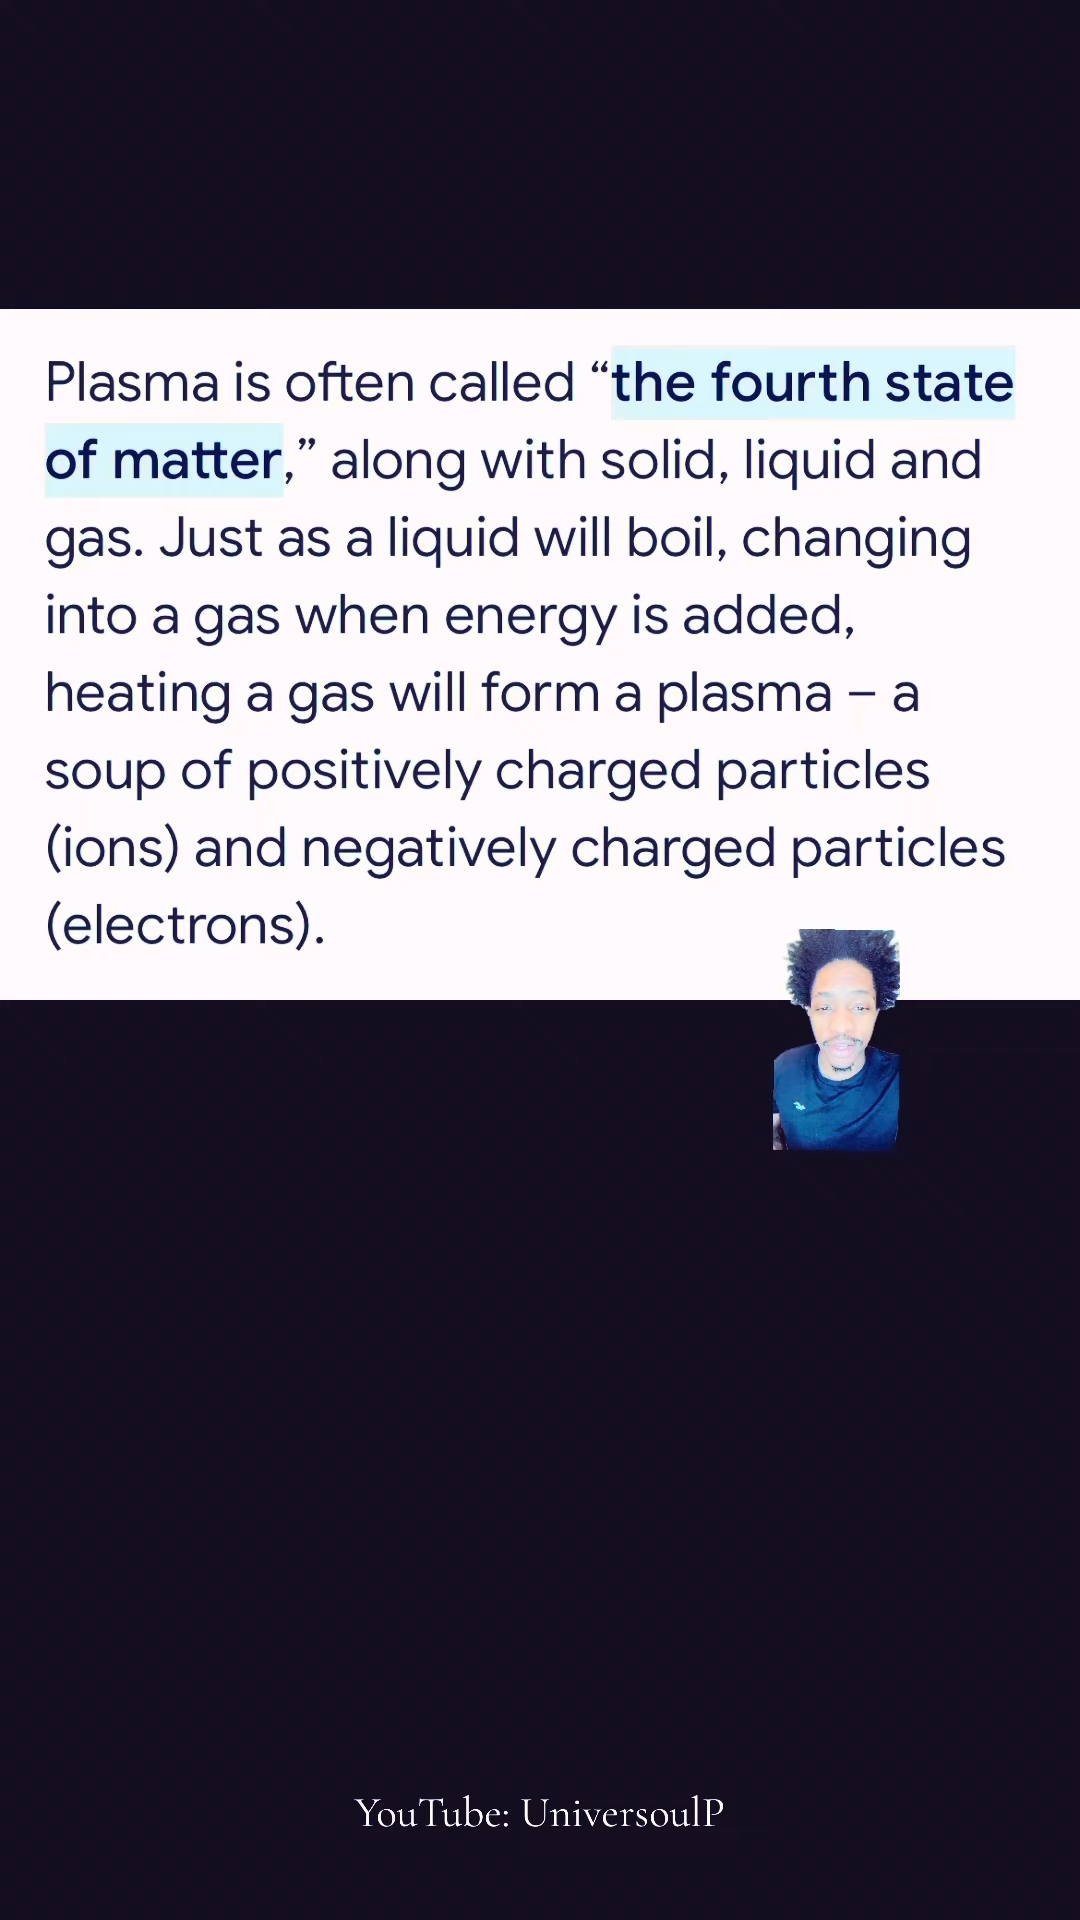 Plasma is often called “the fourth state
of matter,” along with solid, liquid and
gas. Just as a liquid will boil, changing
into a gas when energy is added,
heating a gas will form a plasma – a
soup of positively charged particles
(ions) and negatively charged particles
(electrons).
YouTube: UniversoulP